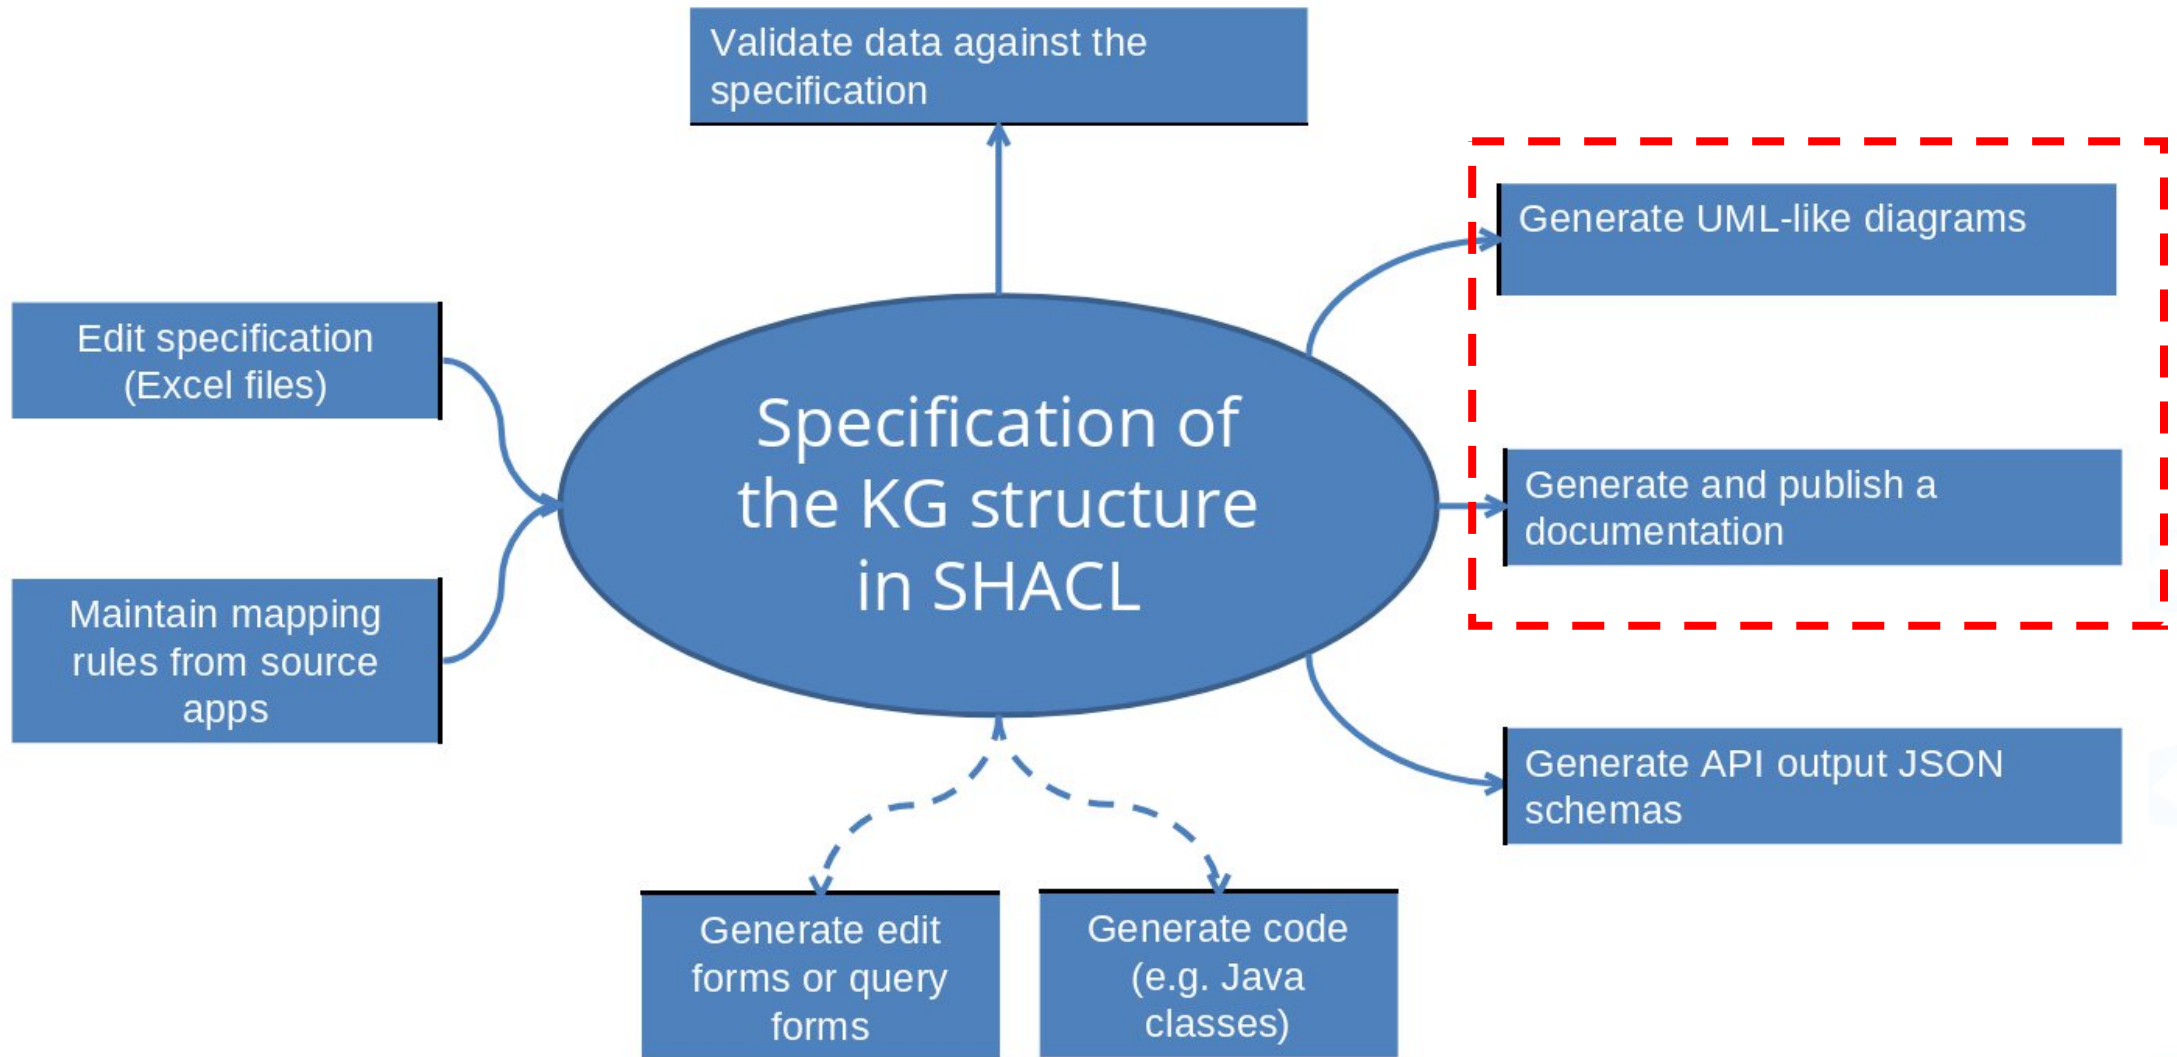 Validate data against the
specification
Generate UML-like diagrams
Edit specification
(Excel files)
Specification of
the KG structure
in SHACL
Generate and publish a
documentation
Maintain mapping
rules from source
apps
Generate API output JSON
schemas
Generate edit
forms or query
forms
Generate code
(e.g. Java
classes)